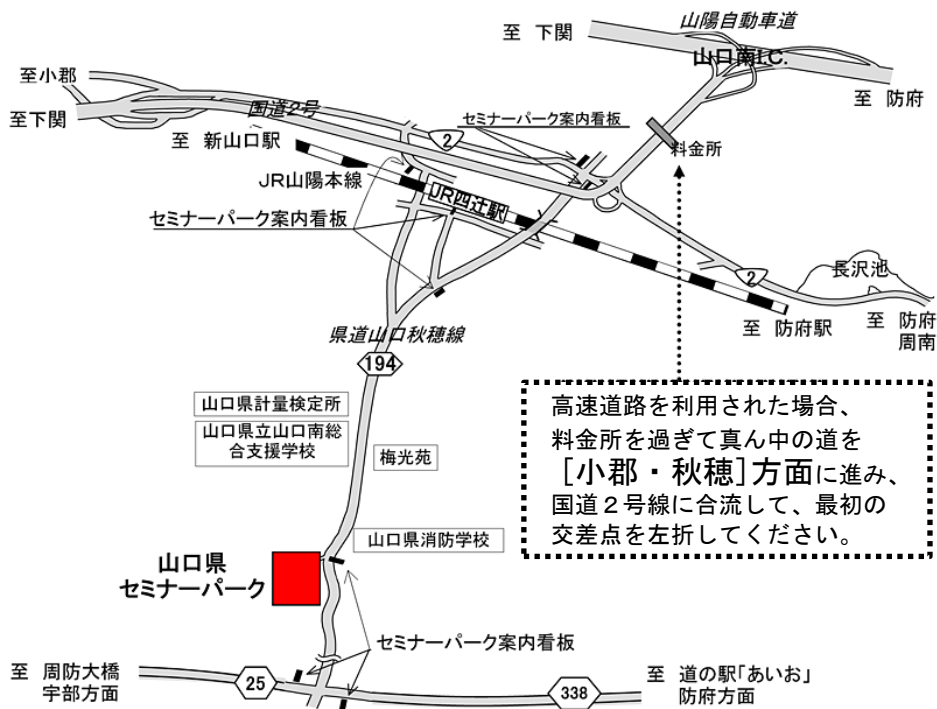 山陽自動車道
至 下関
山口南I.C.
至 防府
至小郡
至下関
国道2号
セミナーパーク案内看板
2
料金所
至 新山口駅
JR山陽本線
JR四辻駅
セミナーパーク案内看板
長沢池
2
至 防府駅
至 防府
周南
県道山口秋穂線
194
山口県計量検定所
山口県立山口南総
合支援学校
梅光苑
高速道路を利用された場合、
料金所を過ぎて真ん中の道を
[小郡・秋穂]方面に進み、
国道2号線に合流して、最初の
交差点を左折してください。
山口県消防学校
山口県
セミナーパーク
セミナーパーク案内看板
至 周防大橋
宇部方面
25
338
至 道の駅「あいお」
防府方面